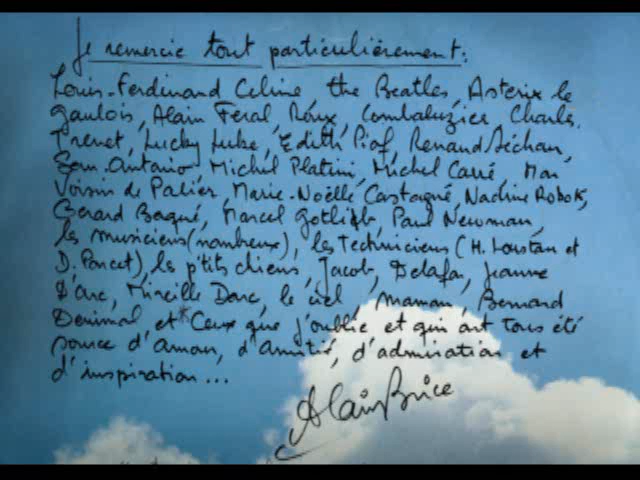 Je remercie tout particulièrement:
Louis-Ferdinand Celine the Beatles, Asterix le
gaulois, Alain Feral, Roux, Combaluzier Charles.
Trenet, Lucky Luke, Edith Piaf, Renaud Séchan,
San-Antonio, Michel Platini, Michel Carré, Mon
Voisin de Palier, Marie-Noëlle Castagné, Nadine Robok,
Gérard Baqué, Marcel Gotlieb, Paul Newman,
les musiciens (nombreux), les Techniciens (H. Loustan et
D. Poncet), les p'tits chiens, Jacob, Delafa, Jeanne
D'arc, Mireille Darc, le ciel, maman Bernard
Denimal, et *Ceux que j'oublie et qui ont tous été
source d'amour, d'amitié, d'admiration et
d'inspiration...
Alain Brice